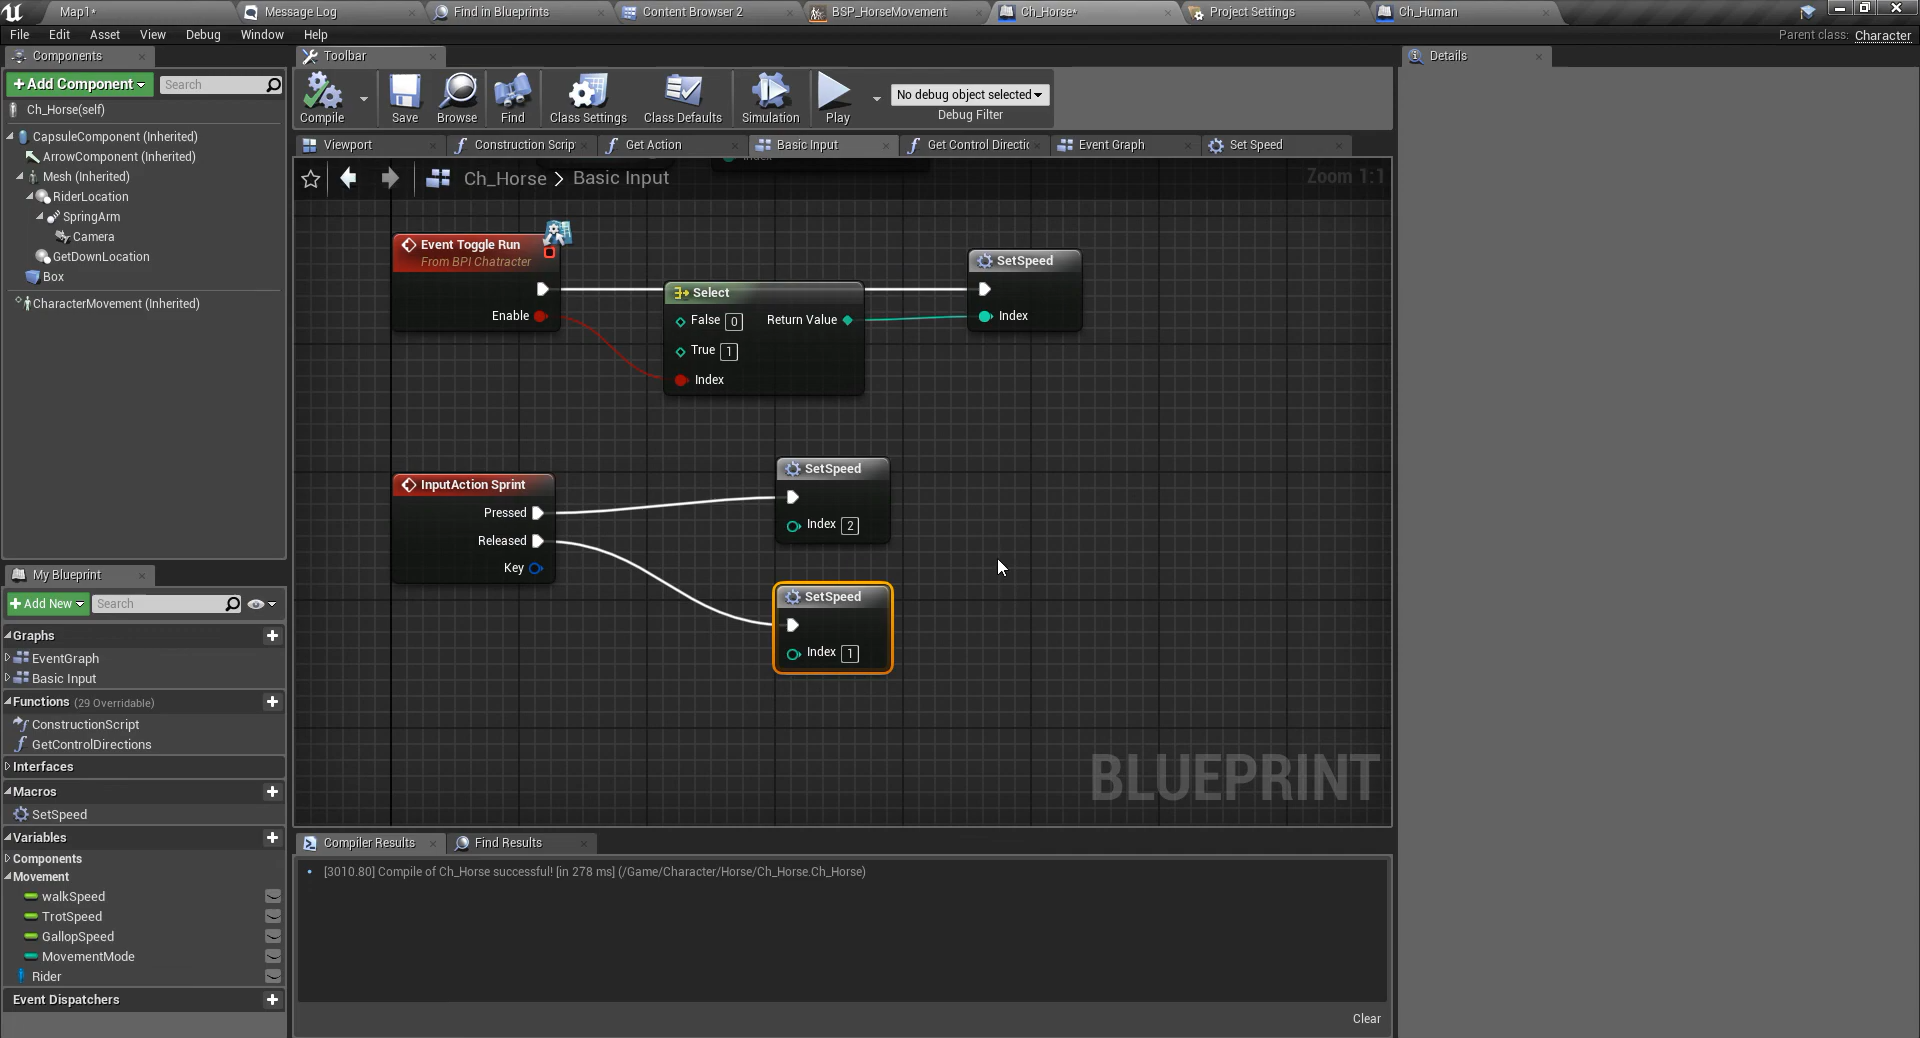 Map1*
Message Log
Find in Blueprints
Content Browser 2
BSP_HorseMovement
Ch_Horse*
Project Settings
Ch_Human
File Edit Asset View Debug Window Help
Parent class: Character
Components
Toolbar
Details
+Add Component
Search
Compile
Save
Browse
Find
Class Settings
Class Defaults
Simulation
Play
No debug object selected
Debug Filter
Ch_Horse(self)
CapsuleComponent (Inherited)
ArrowComponent (Inherited)
Mesh (Inherited)
RiderLocation
SpringArm
Camera
GetDownLocation
Box
CharacterMovement (Inherited)
Viewport
Construction Scrip
Get Action
Basic Input
Get Control Directic
Event Graph
Set Speed
Ch_Horse > Basic Input
Zoom 1:1
Event Toggle Run
From BPI Chatracter
Enable
Select
False 0
Return Value
True 1
Index
SetSpeed
Index
InputAction Sprint
Pressed
Released
Key
SetSpeed
Index 2
SetSpeed
Index 1
BLUEPRINT
My Blueprint
+Add New
Search
Graphs
EventGraph
Basic Input
Functions (29 Overridable)
ConstructionScript
GetControlDirections
Interfaces
Macros
SetSpeed
Variables
Components
Movement
walkSpeed
TrotSpeed
GallopSpeed
MovementMode
Rider
Event Dispatchers
Compiler Results
Find Results
[3010.80] Compile of Ch_Horse successful! [in 278 ms] (/Game/Character/Horse/Ch_Horse.Ch_Horse)
Clear